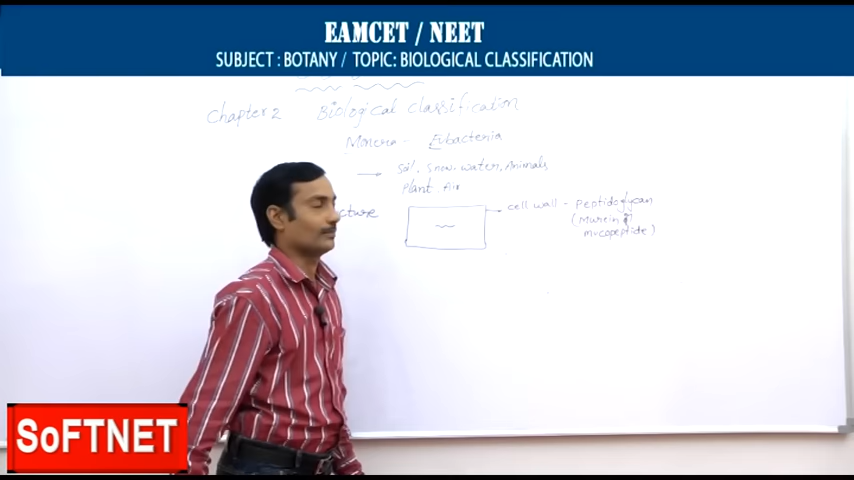 EAMCET / NEET
SUBJECT : BOTANY / TOPIC: BIOLOGICAL CLASSIFICATION
Chapter 2 Biological classification
Monera - Eubacteria
Soil, Snow, water, Animals
Plant Air
cture
cell wall - Peptidoglycan
(Murein
mucopeptide)
SOFTNET